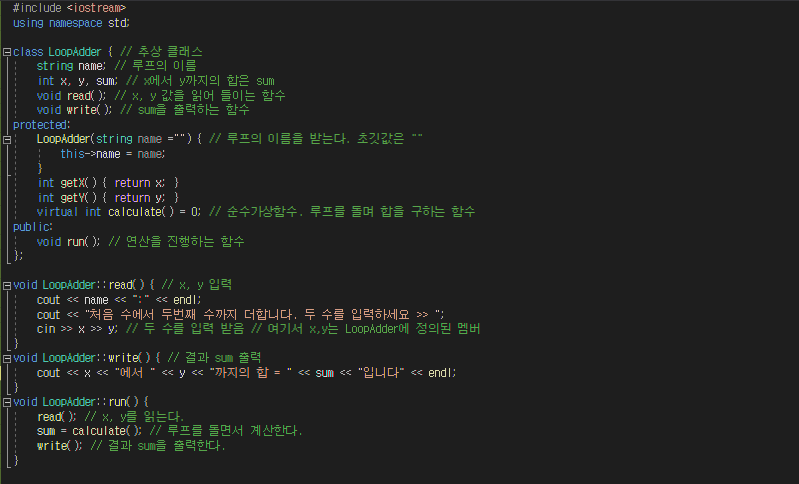 #include <iostream>
using namespace std;
class LoopAdder { // 추상 클래스
string name; // 루프의 이름
int x, y, sum; // x에서 y까지의 합은 sum
void read(); // x, y 값을 읽어 들이는 함수
void write(); // sum을 출력하는 함수
protected:
LoopAdder(string name ="") { // 루프의 이름을 받는다. 초깃값은 ""
this->name = name;
}
int getX() { return x; }
int getY() { return y; }
virtual int calculate() = 0; // 순수가상함수. 루프를 돌며 합을 구하는 함수
public:
void run(); // 연산을 진행하는 함수
};
void LoopAdder::read() { // x, y 입력
cout << name << ":" << endl;
cout << "처음 수에서 두번째 수까지 더합니다. 두 수를 입력하세요 >> ";
cin >> x >> y; // 두 수를 입력 받음 // 여기서 x,y는 LoopAdder에 정의된 멤버
}
void LoopAdder::write() { // 결과 sum 출력
cout << x << "에서 " << y << "까지의 합 = " << sum << "입니다" << endl;
}
void LoopAdder::run() {
read(); // x, y를 읽는다.
sum = calculate(); // 루프를 돌면서 계산한다.
write(); // 결과 sum을 출력한다.
}